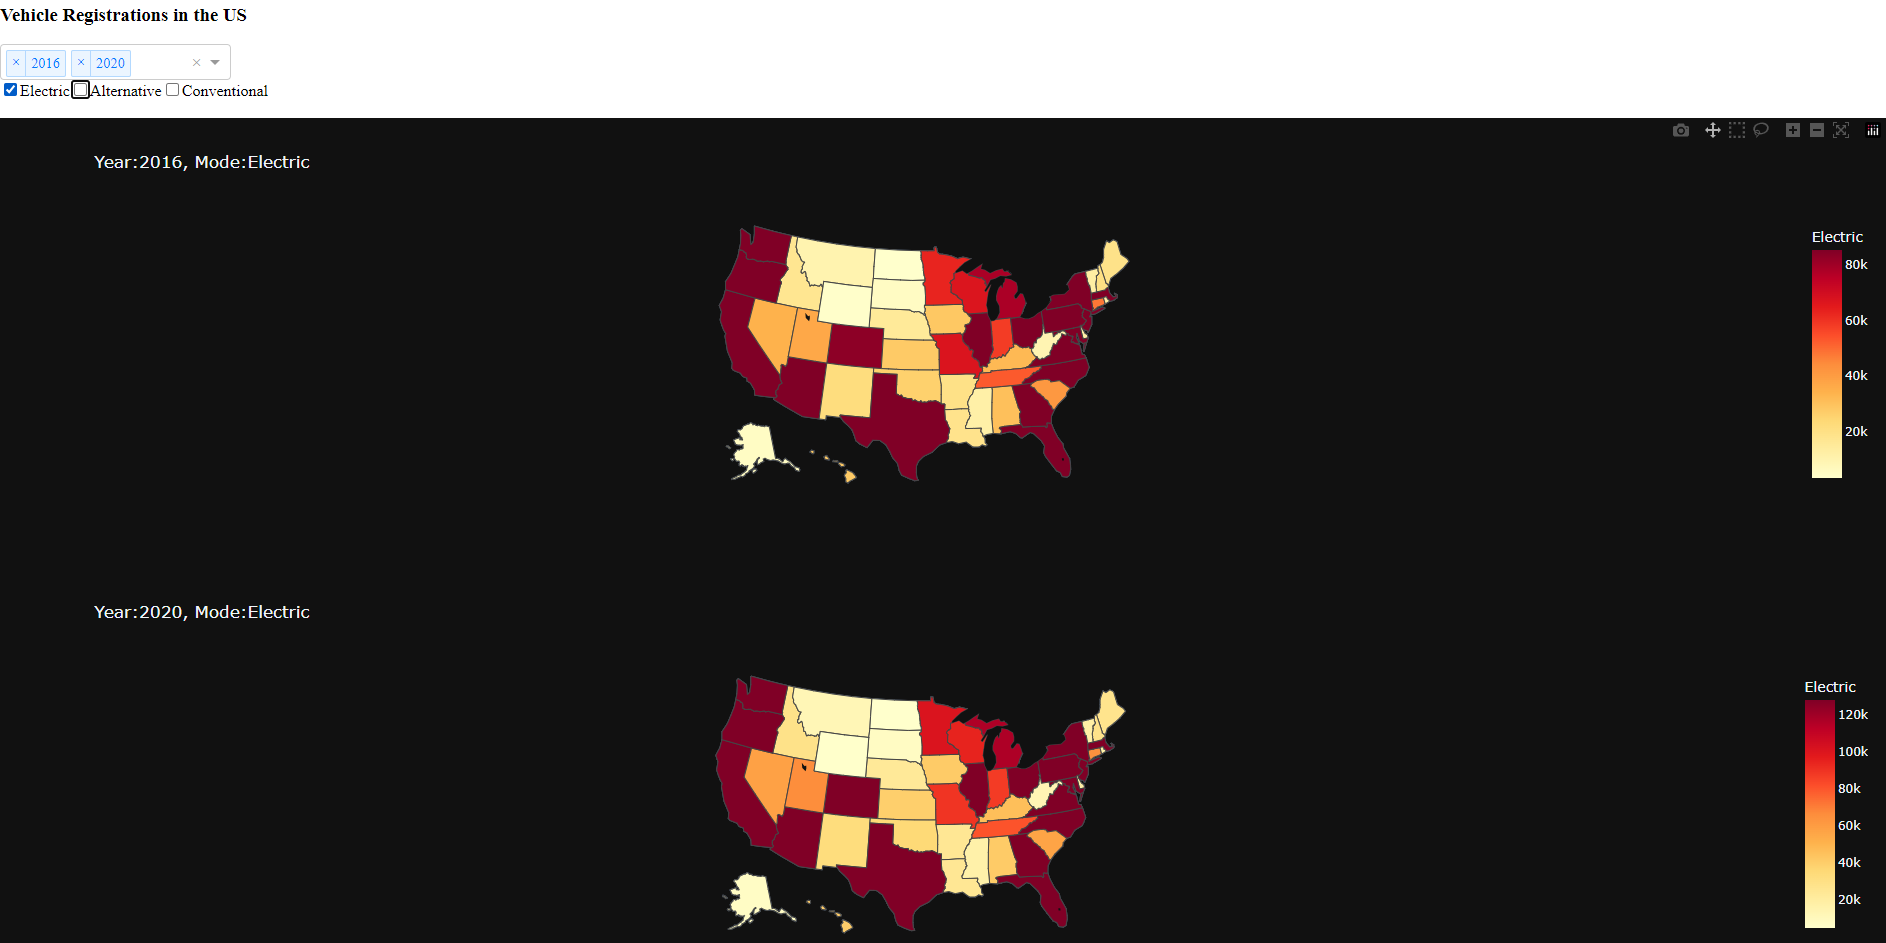 Vehicle Registrations in the US
× 2016 × 2020 ×
Electric Alternative Conventional
Year:2016, Mode:Electric
Electric
80k
60k
40k
20k
Year:2020, Mode:Electric
Electric
120k
100k
80k
60k
40k
20k